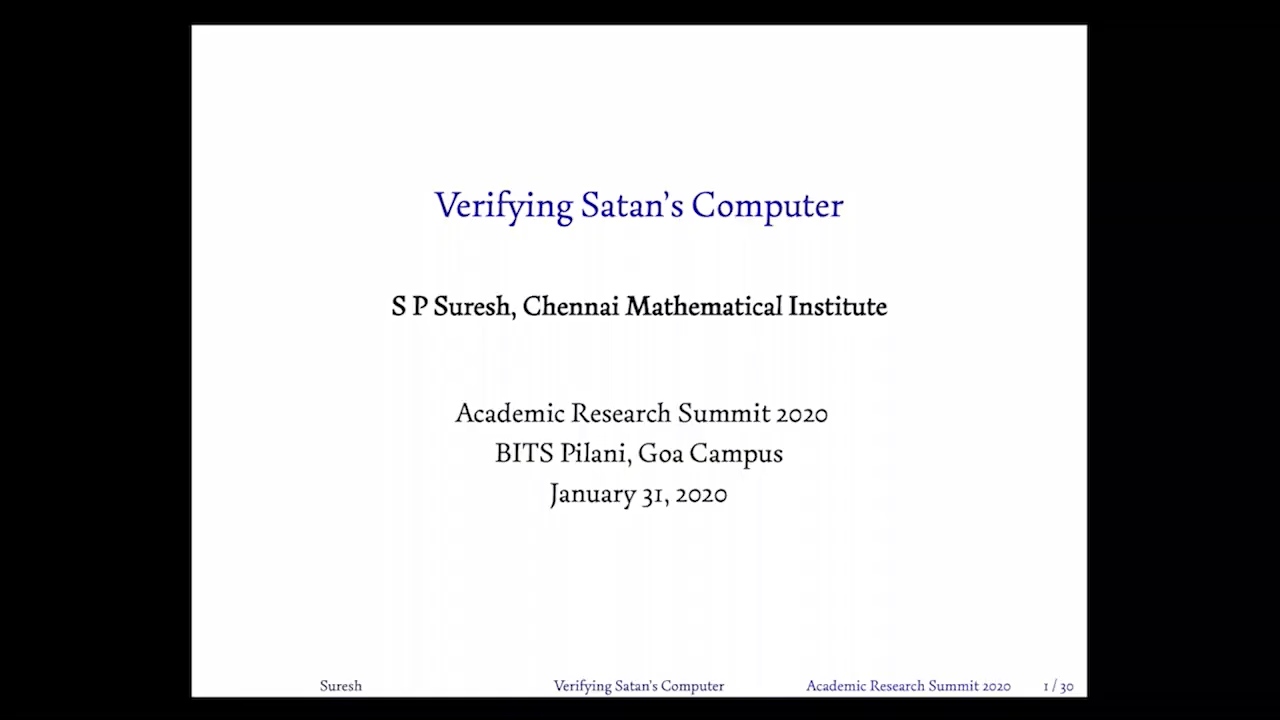 Verifying Satan's Computer
S P Suresh, Chennai Mathematical Institute
Academic Research Summit 2020
BITS Pilani, Goa Campus
January 31, 2020
Suresh Verifying Satan's Computer Academic Research Summit 2020 1 / 30